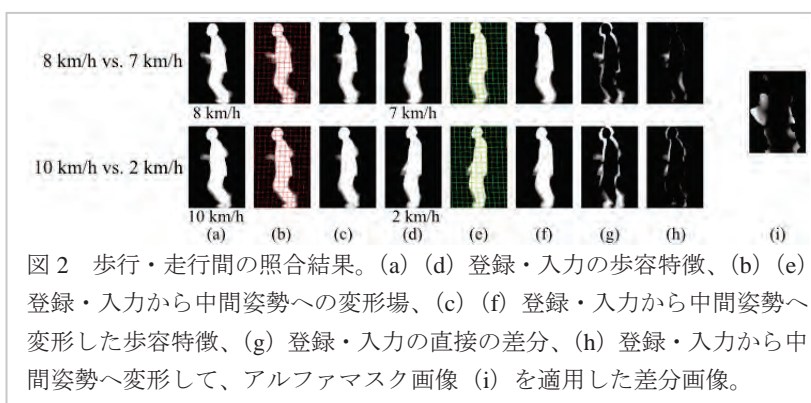 8 km/h vs. 7 km/h
8 km/h 7 km/h
10 km/h vs. 2 km/h
10 km/h 2 km/h
(a) (b) (c) (d) (e) (f) (g) (h) (i)
図 2 歩行・走行間の照合結果。(a)(d) 登録・入力の歩容特徴、(b)(e)
登録・入力から中間姿勢への変形場、(c)(f) 登録・入力から中間姿勢へ
変形した歩容特徴、(g) 登録・入力の直接の差分、(h) 登録・入力から中
間姿勢へ変形して、アルファマスク画像(i)を適用した差分画像。